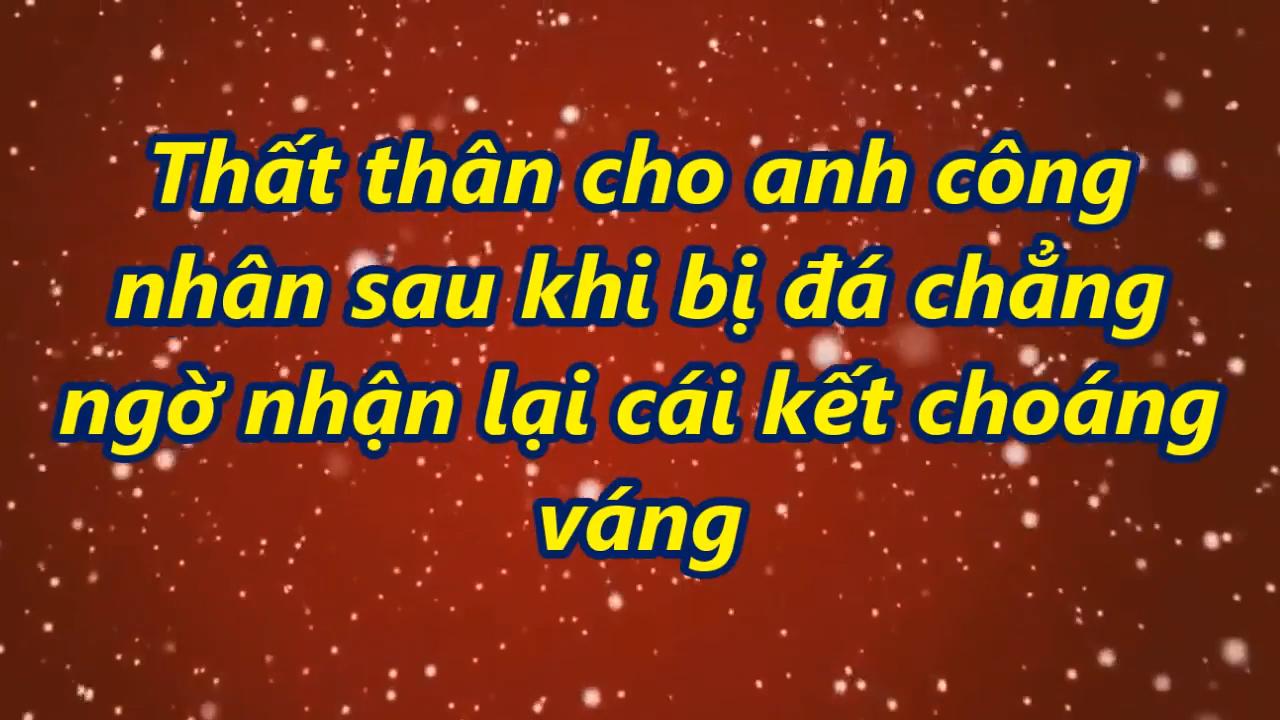 Thất thân cho anh công
nhân sau khi bị đá chẳng
ngờ nhận lại cái kết choáng
váng